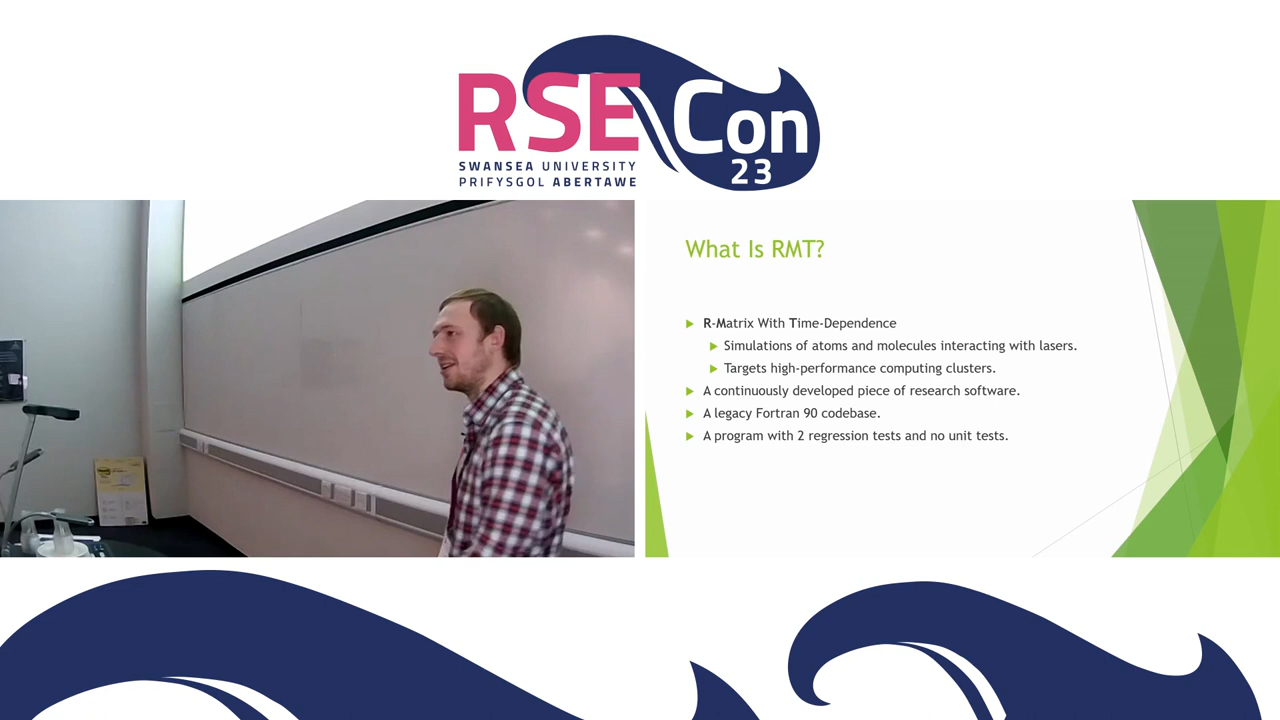 RSE Con
23
SWANSEA UNIVERSITY
PRIFYSGOL ABERTAWE
What Is RMT?
R-Matrix With Time-Dependence
Simulations of atoms and molecules interacting with lasers.
Targets high-performance computing clusters.
A continuously developed piece of research software.
A legacy Fortran 90 codebase.
A program with 2 regression tests and no unit tests.